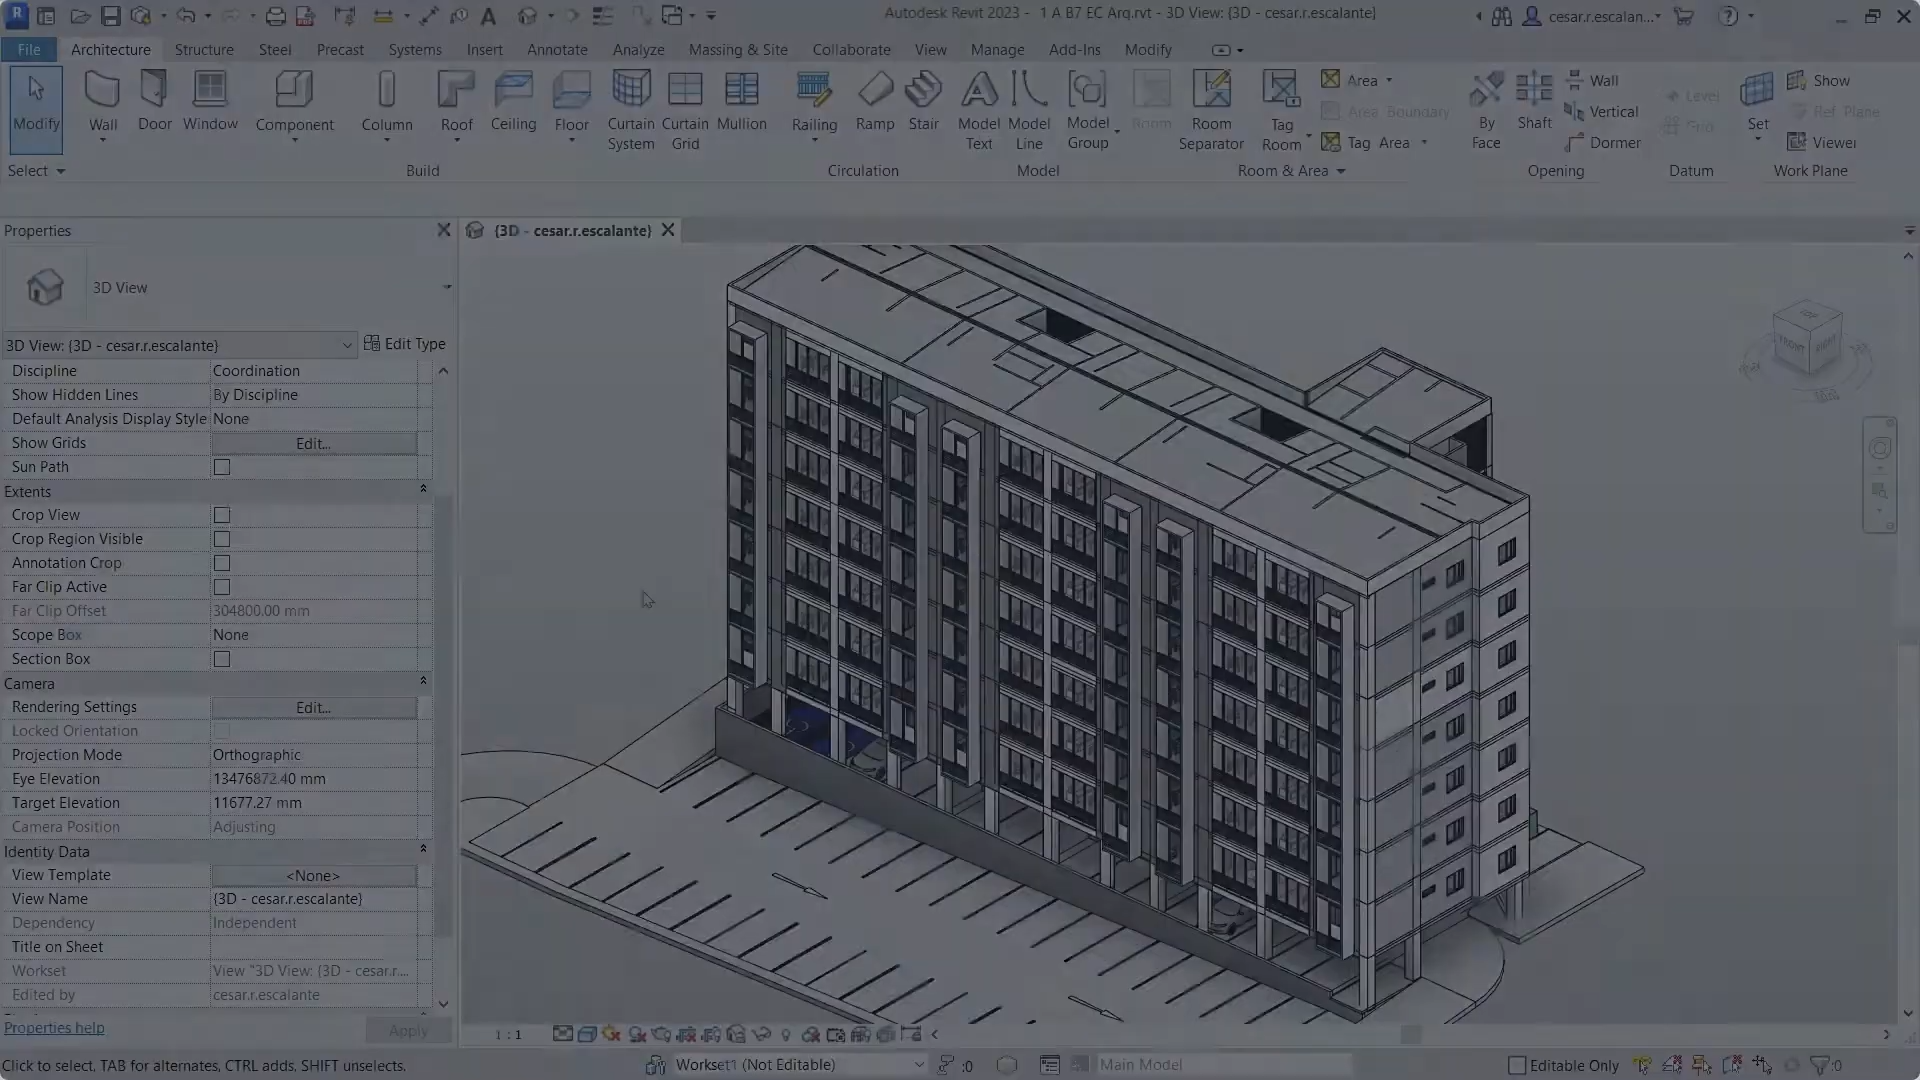 Autodesk Revit 2023 - 1 A B7 EC Arq.rvt - 3D View: {3D - cesar.r.escalante}
cesar.r.escalan...
File Architecture Structure Steel Precast Systems Insert Annotate Analyze Massing & Site Collaborate View Manage Add-Ins Modify
Modify
Wall
Door
Window
Component
Column
Roof
Ceiling
Floor
Curtain System
Curtain Grid
Mullion
Railing
Ramp
Stair
Model Text
Model Line
Model Group
Room
Room Separator
Tag Room
Area
Area Boundary
Tag Area
By Face
Shaft
Wall
Vertical
Dormer
Level
Grid
Set
Show
Ref Plane
Viewer
Select Build Circulation Model Room & Area Opening Datum Work Plane
Properties
{3D - cesar.r.escalante}
3D View
3D View: {3D - cesar.r.escalante} Edit Type
Discipline Coordination
Show Hidden Lines By Discipline
Default Analysis Display Style None
Show Grids Edit...
Sun Path
Extents
Crop View
Crop Region Visible
Annotation Crop
Far Clip Active
Far Clip Offset 304800.00 mm
Scope Box None
Section Box
Camera
Rendering Settings Edit...
Locked Orientation
Projection Mode Orthographic
Eye Elevation 13476872.40 mm
Target Elevation 11677.27 mm
Camera Position Adjusting
Identity Data
View Template <None>
View Name {3D - cesar.r.escalante}
Dependency Independent
Title on Sheet
Workset View "3D View: {3D - cesar.r....
Edited by cesar.r.escalante
Properties help Apply
FRONT RIGHT
1 : 1
Click to select, TAB for alternates, CTRL adds, SHIFT unselects.
Workset1 (Not Editable)
:0
Main Model
Editable Only
:0